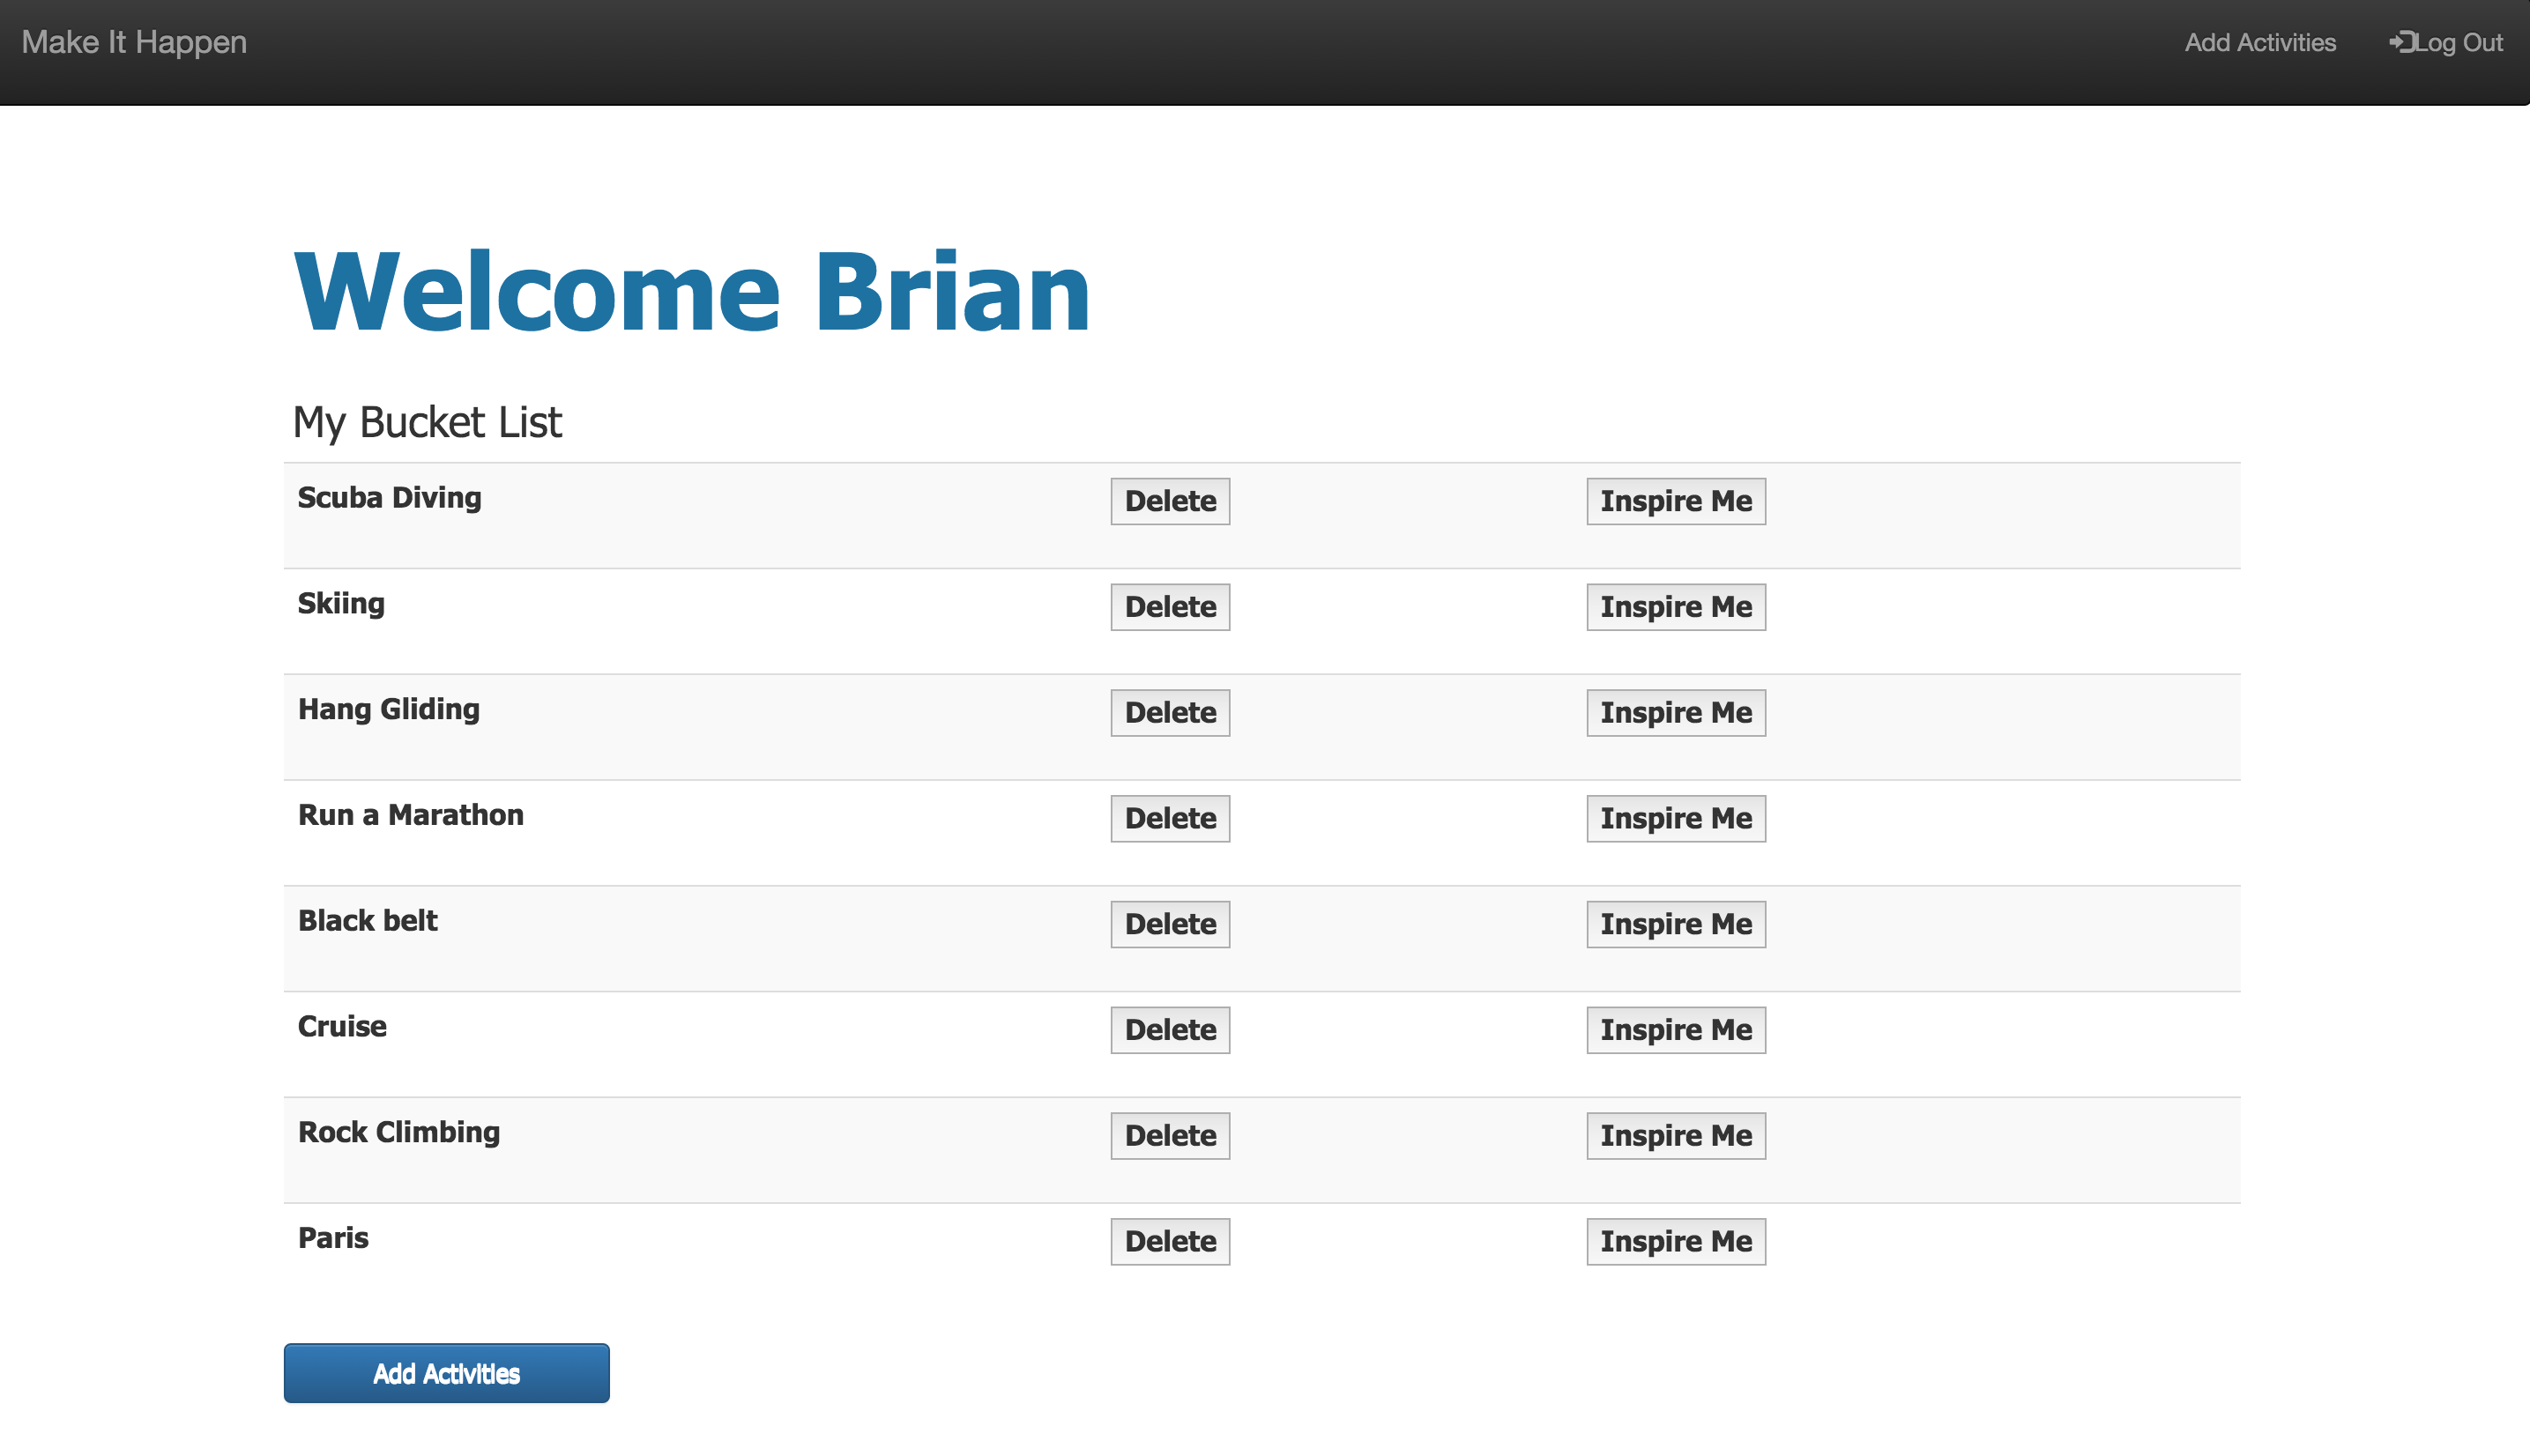 Make It Happen Add Activities Log Out
Welcome Brian
My Bucket List
Scuba Diving Delete Inspire Me
Skiing Delete Inspire Me
Hang Gliding Delete Inspire Me
Run a Marathon Delete Inspire Me
Black belt Delete Inspire Me
Cruise Delete Inspire Me
Rock Climbing Delete Inspire Me
Paris Delete Inspire Me
Add Activities